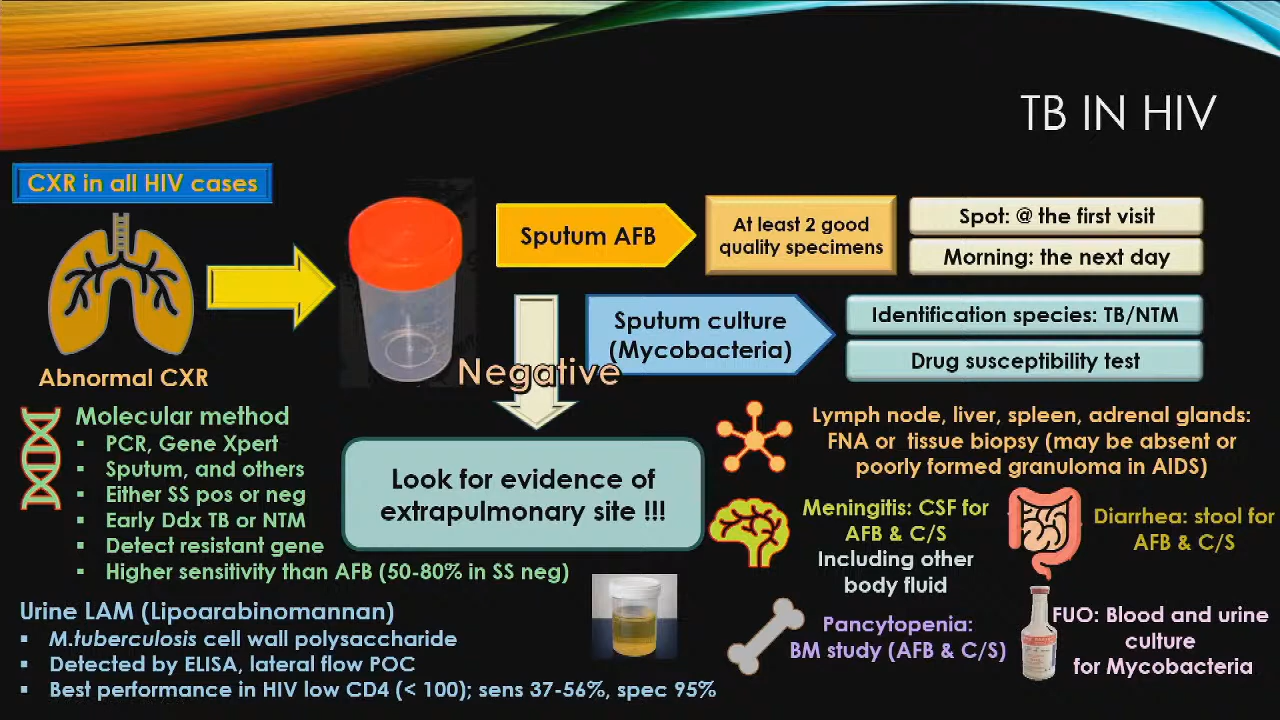 TB IN HIV
CXR in all HIV cases
Abnormal CXR
Sputum AFB
At least 2 good
quality specimens
Spot: @ the first visit
Morning: the next day
Sputum culture
(Mycobacteria)
Identification species: TB/NTM
Drug susceptibility test
Negative
Look for evidence of
extrapulmonary site !!!
Molecular method
▪ PCR, Gene Xpert
▪ Sputum, and others
▪ Either SS pos or neg
▪ Early Ddx TB or NTM
▪ Detect resistant gene
▪ Higher sensitivity than AFB (50-80% in SS neg)
Urine LAM (Lipoarabinomannan)
▪ M.tuberculosis cell wall polysaccharide
▪ Detected by ELISA, lateral flow POC
▪ Best performance in HIV low CD4 (< 100); sens 37-56%, spec 95%
Lymph node, liver, spleen, adrenal glands:
FNA or tissue biopsy (may be absent or
poorly formed granuloma in AIDS)
Meningitis: CSF for
AFB & C/S
Including other
body fluid
Diarrhea: stool for
AFB & C/S
Pancytopenia:
BM study (AFB & C/S)
FUO: Blood and urine
culture
for Mycobacteria